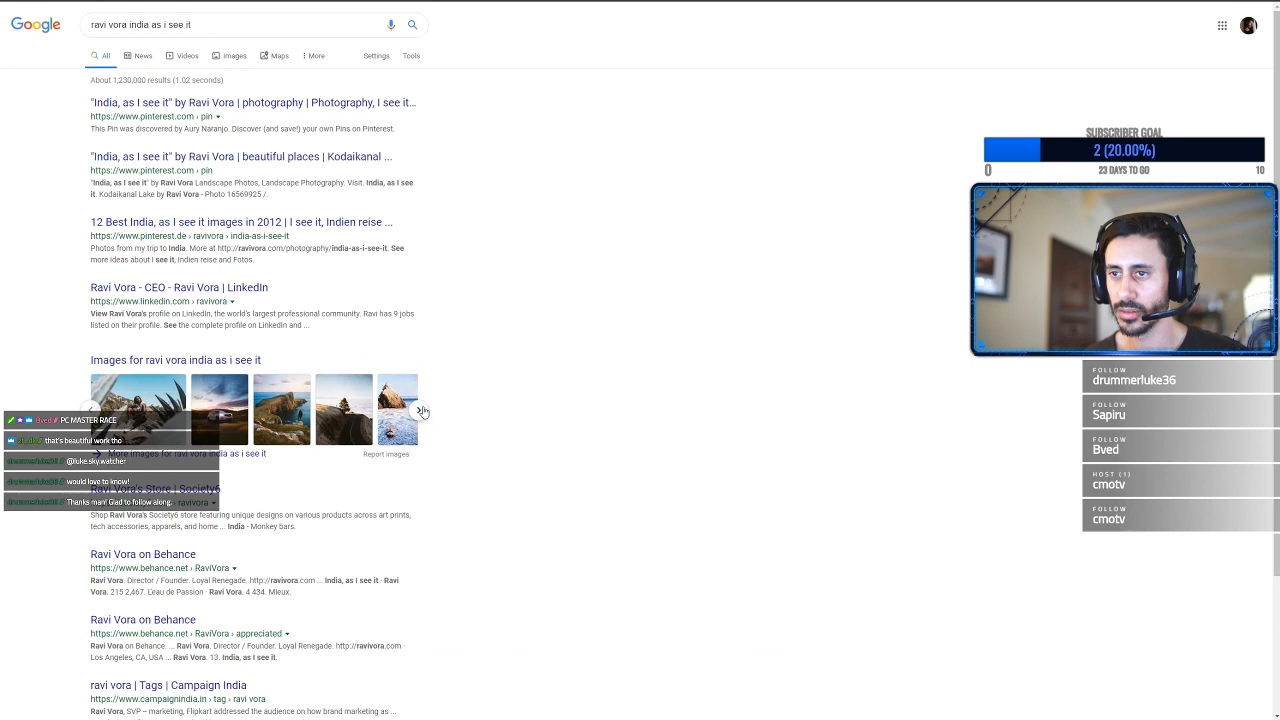 Google
ravi vora india as i see it
All News Videos Images Maps More Settings Tools
About 1,230,000 results (1.02 seconds)
"India, as I see it" by Ravi Vora | photography | Photography, I see it...
https://www.pinterest.com › pin
This Pin was discovered by Aury Naranjo. Discover (and save!) your own Pins on Pinterest.
"India, as I see it" by Ravi Vora | beautiful places | Kodaikanal ...
https://www.pinterest.com › pin
"India, as I see it" by Ravi Vora Landscape Photos, Landscape Photography. Visit. India, as I see
it. Kodaikanal Lake by Ravi Vora - Photo 16569925 /.
12 Best India, as I see it images in 2012 | I see it, Indien reise ...
https://www.pinterest.de › ravivora › india-as-i-see-it
Photos from my trip to India. More at http://ravivora.com/photography/india-as-i-see-it. See
more ideas about I see it, Indien reise and Fotos.
Ravi Vora - CEO - Ravi Vora | LinkedIn
https://www.linkedin.com › ravivora
View Ravi Vora's profile on LinkedIn, the world's largest professional community. Ravi has 9 jobs
listed on their profile. See the complete profile on LinkedIn and ...
Images for ravi vora india as i see it
More images for ravi vora india as i see it
Report images
Ravi Vora's Store | Society6
› ravivora
Shop Ravi Vora's Society6 store featuring unique designs on various products across art prints,
tech accessories, apparels, and home ... India - Monkey bars.
Ravi Vora on Behance
https://www.behance.net › RaviVora
Ravi Vora. Director / Founder. Loyal Renegade. http://ravivora.com ... India, as I see it · Ravi
Vora. 215 2,467. L'eau de Passion · Ravi Vora. 4 434. Mieux.
Ravi Vora on Behance
https://www.behance.net › RaviVora › appreciated
Ravi Vora on Behance. ... Ravi Vora. Director / Founder. Loyal Renegade. http://ravivora.com ·
Los Angeles, CA, USA ... Ravi Vora. 13. India, as I see it.
ravi vora | Tags | Campaign India
https://www.campaignindia.in › tag › ravi vora
Ravi Vora, SVP – marketing, Flipkart addressed the audience on how brand marketing as ...
Bved // PC MASTER RACE
that's beautiful work tho
drummerluke36 // @luke.sky.watcher
drummerluke36 // would love to know!
drummerluke36 // Thanks man! Glad to follow along
SUBSCRIBER GOAL
2 (20.00%)
0 23 DAYS TO GO 10
FOLLOW
drummerluke36
FOLLOW
Sapiru
FOLLOW
Bved
HOST (1)
cmotv
FOLLOW
cmotv